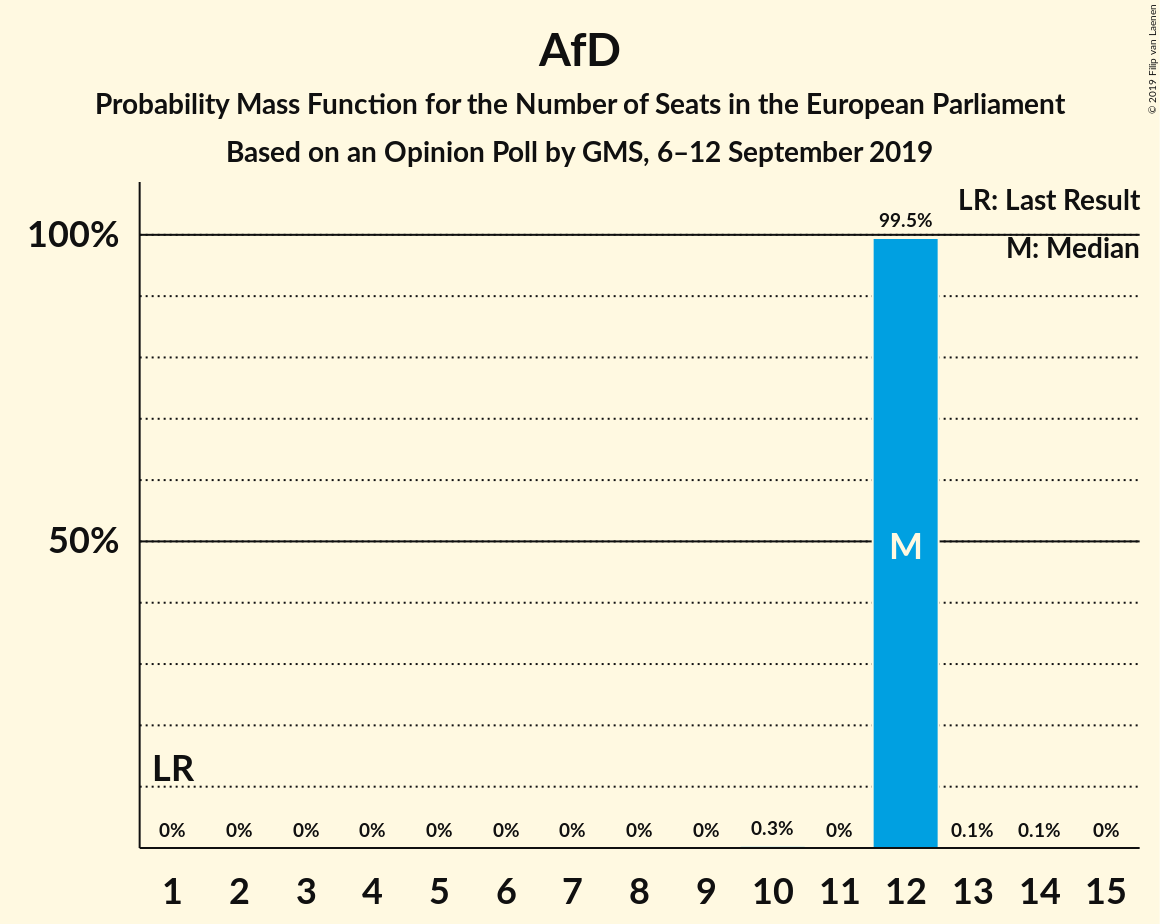 AfD
Probability Mass Function for the Number of Seats in the European Parliament
Based on an Opinion Poll by GMS, 6–12 September 2019
© 2019 Filip van Laenen
LR: Last Result
M: Median
100%
50%
99.5%
M
LR
0% 0% 0% 0% 0% 0% 0% 0% 0% 0.3% 0% 0.1% 0.1% 0%
1 2 3 4 5 6 7 8 9 10 11 12 13 14 15